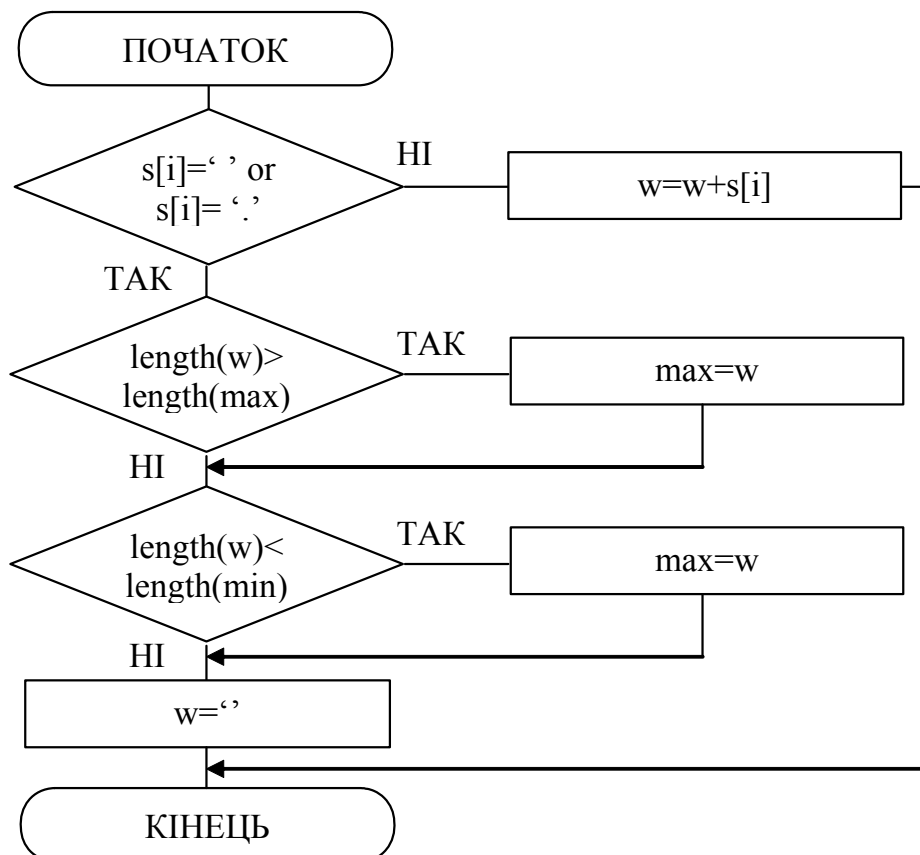 ПОЧАТОК
s[i]=‘ ’ or
s[i]= ‘.’
НІ
w=w+s[i]
ТАК
length(w)>
length(max)
ТАК
max=w
НІ
length(w)<
length(min)
ТАК
max=w
НІ
w=‘’
КІНЕЦЬ